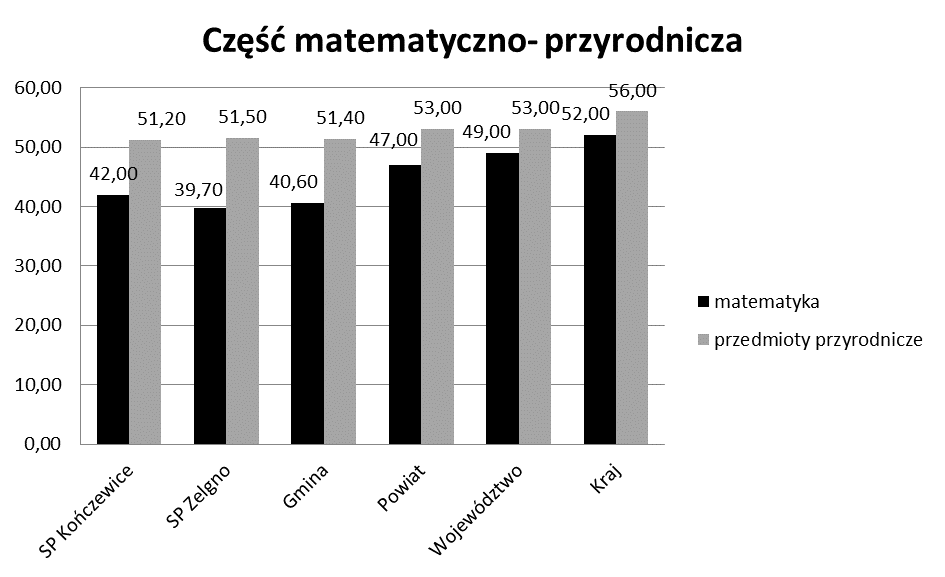 Część matematyczno- przyrodnicza
60,00
50,00
40,00
30,00
20,00
10,00
0,00
42,00
51,20
39,70
51,50
40,60
51,40
47,00
53,00
49,00
53,00
52,00
56,00
SP Kończewice
SP Zelgno
Gmina
Powiat
Województwo
Kraj
matematyka
przedmioty przyrodnicze